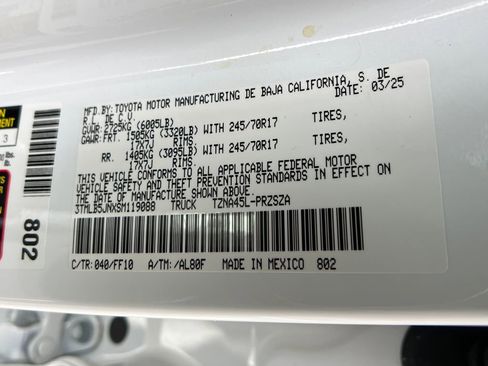 MFD.BY:TOYOTA MOTOR MANUFACTURING DE BAJA CALIFORNIA, S. DE
R.L. DE C.V. DATE: 03/25
GVWR: 2725KG (6005LB)
GAWR:FRT. 1505KG (3320LB) WITH 245/70R17 TIRES,
17X7J RIMS.
RR. 1405KG (3095LB) WITH 245/70R17 TIRES,
17X7J RIMS.
THIS VEHICLE CONFORMS TO ALL APPLICABLE FEDERAL MOTOR
VEHICLE SAFETY AND THEFT PREVENTION STANDARDS IN EFFECT ON
THE DATE OF MANUFACTURE SHOWN ABOVE.
3TMLB5JNXSM119088 TRUCK TZNA45L-PRZSZA
C/TR:040/FF10 A/TM:/AL80F MADE IN MEXICO 802
802
3
lbs.